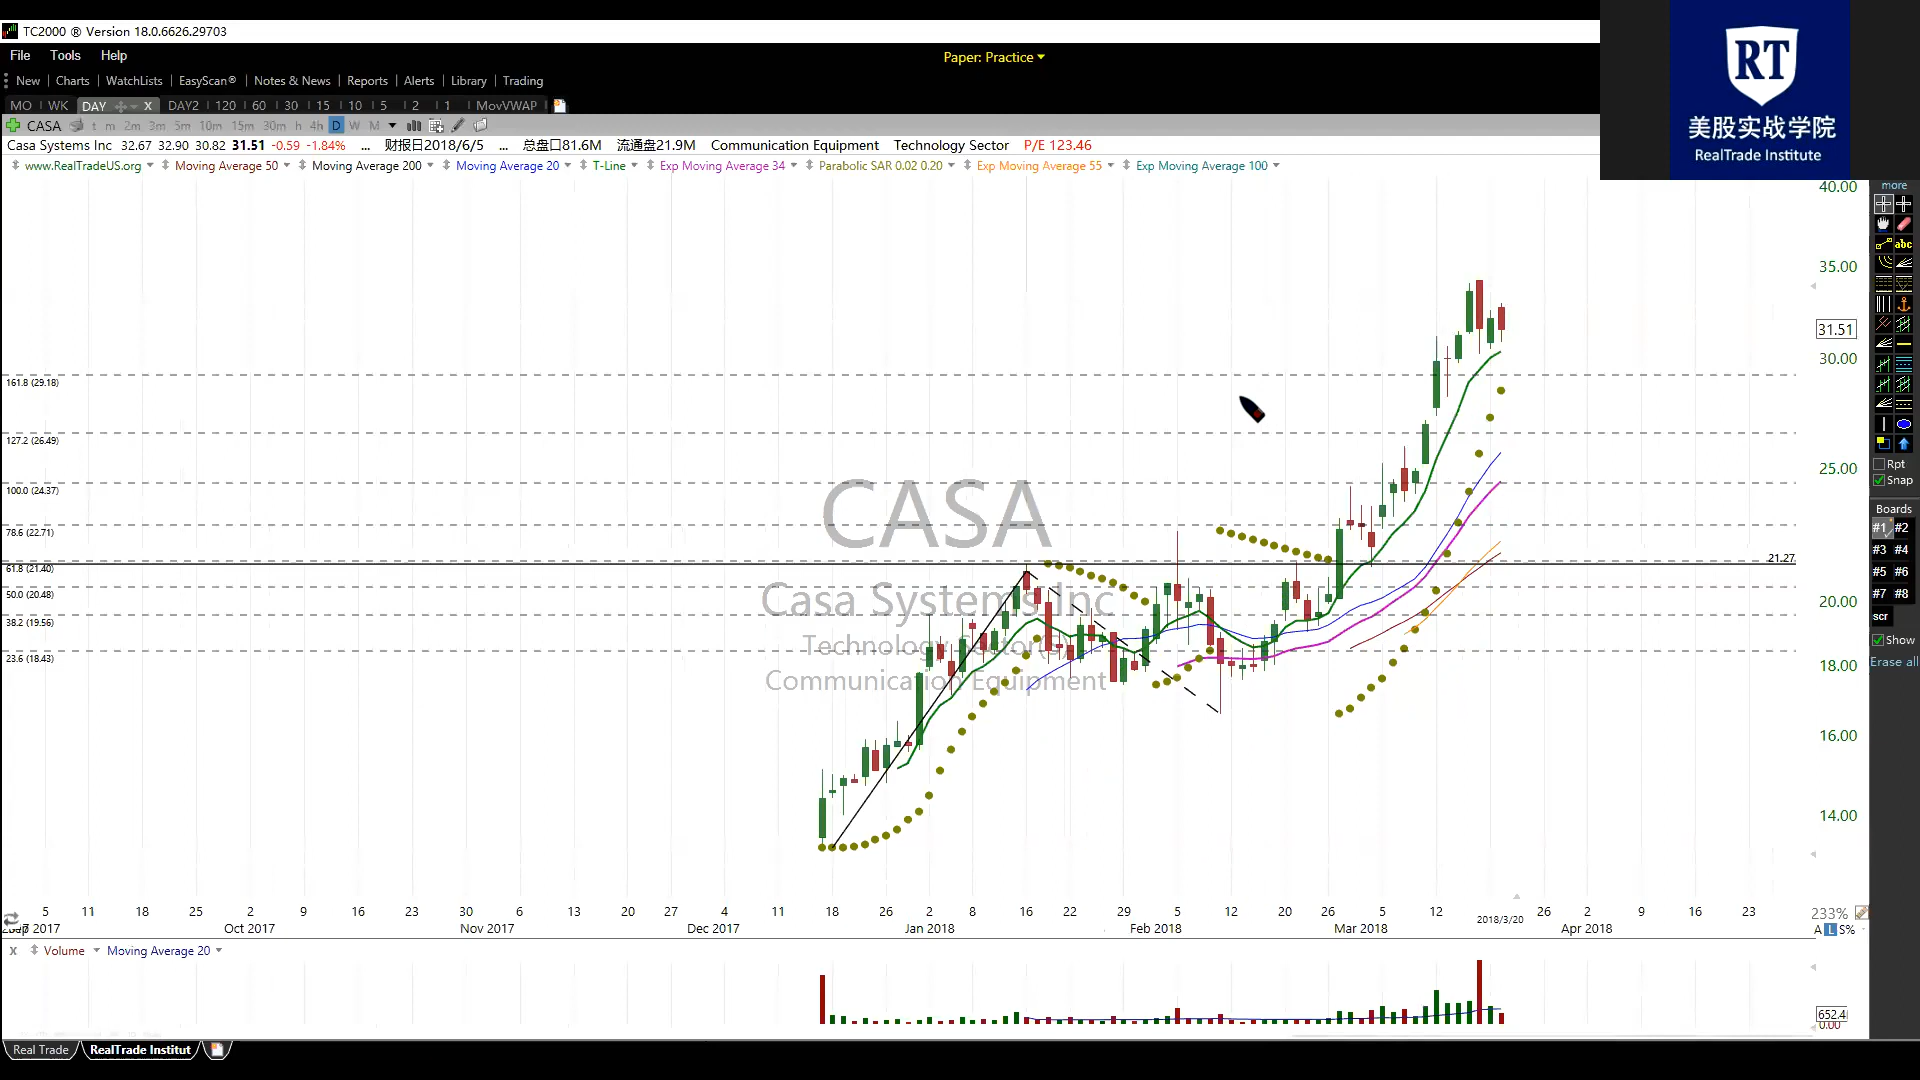 TC2000 ® Version 18.0.6626.29703
RT
File Tools Help
Paper: Practice
New Charts WatchLists EasyScan® Notes & News Reports Alerts Library Trading
MO WK DAY X DAY2 120 60 30 15 10 5 2 1 MovVWAP
美股实战学院
RealTrade Institute
CASA t m 2m 3m 5m 10m 15m 30m h 4h D W M
Casa Systems Inc 32.67 32.90 30.82 31.51 -0.59 -1.84% ... 财报日2018/6/5 ... 总盘口81.6M 流通盘21.9M Communication Equipment Technology Sector P/E 123.46
www.RealTradeUS.org Moving Average 50 Moving Average 200 Moving Average 20 T-Line Exp Moving Average 34 Parabolic SAR 0.02 0.20 Exp Moving Average 55 Exp Moving Average 100
more
abc
40.00
35.00
31.51
30.00
25.00
20.00
18.00
16.00
14.00
161.8 (29.18)
127.2 (26.49)
100.0 (24.37)
78.6 (22.71)
61.8 (21.40)
50.0 (20.48)
38.2 (19.56)
23.6 (18.43)
21.27
CASA
Casa Systems Inc
Technology Sector(s)
Communication Equipment
Rpt
Snap
Boards
#1 #2
#3 #4
#5 #6
#7 #8
scr
Show
Erase all
5 11 18 25 2 9 16 23 30 6 13 20 27 4 11 18 26 2 8 16 22 29 5 12 20 26 5 12 2018/3/20 26 2 9 16 23
2017 Oct 2017 Nov 2017 Dec 2017 Jan 2018 Feb 2018 Mar 2018 Apr 2018
233%
A L S%
X Volume Moving Average 20
652.4
0.00
Real Trade RealTrade Institut